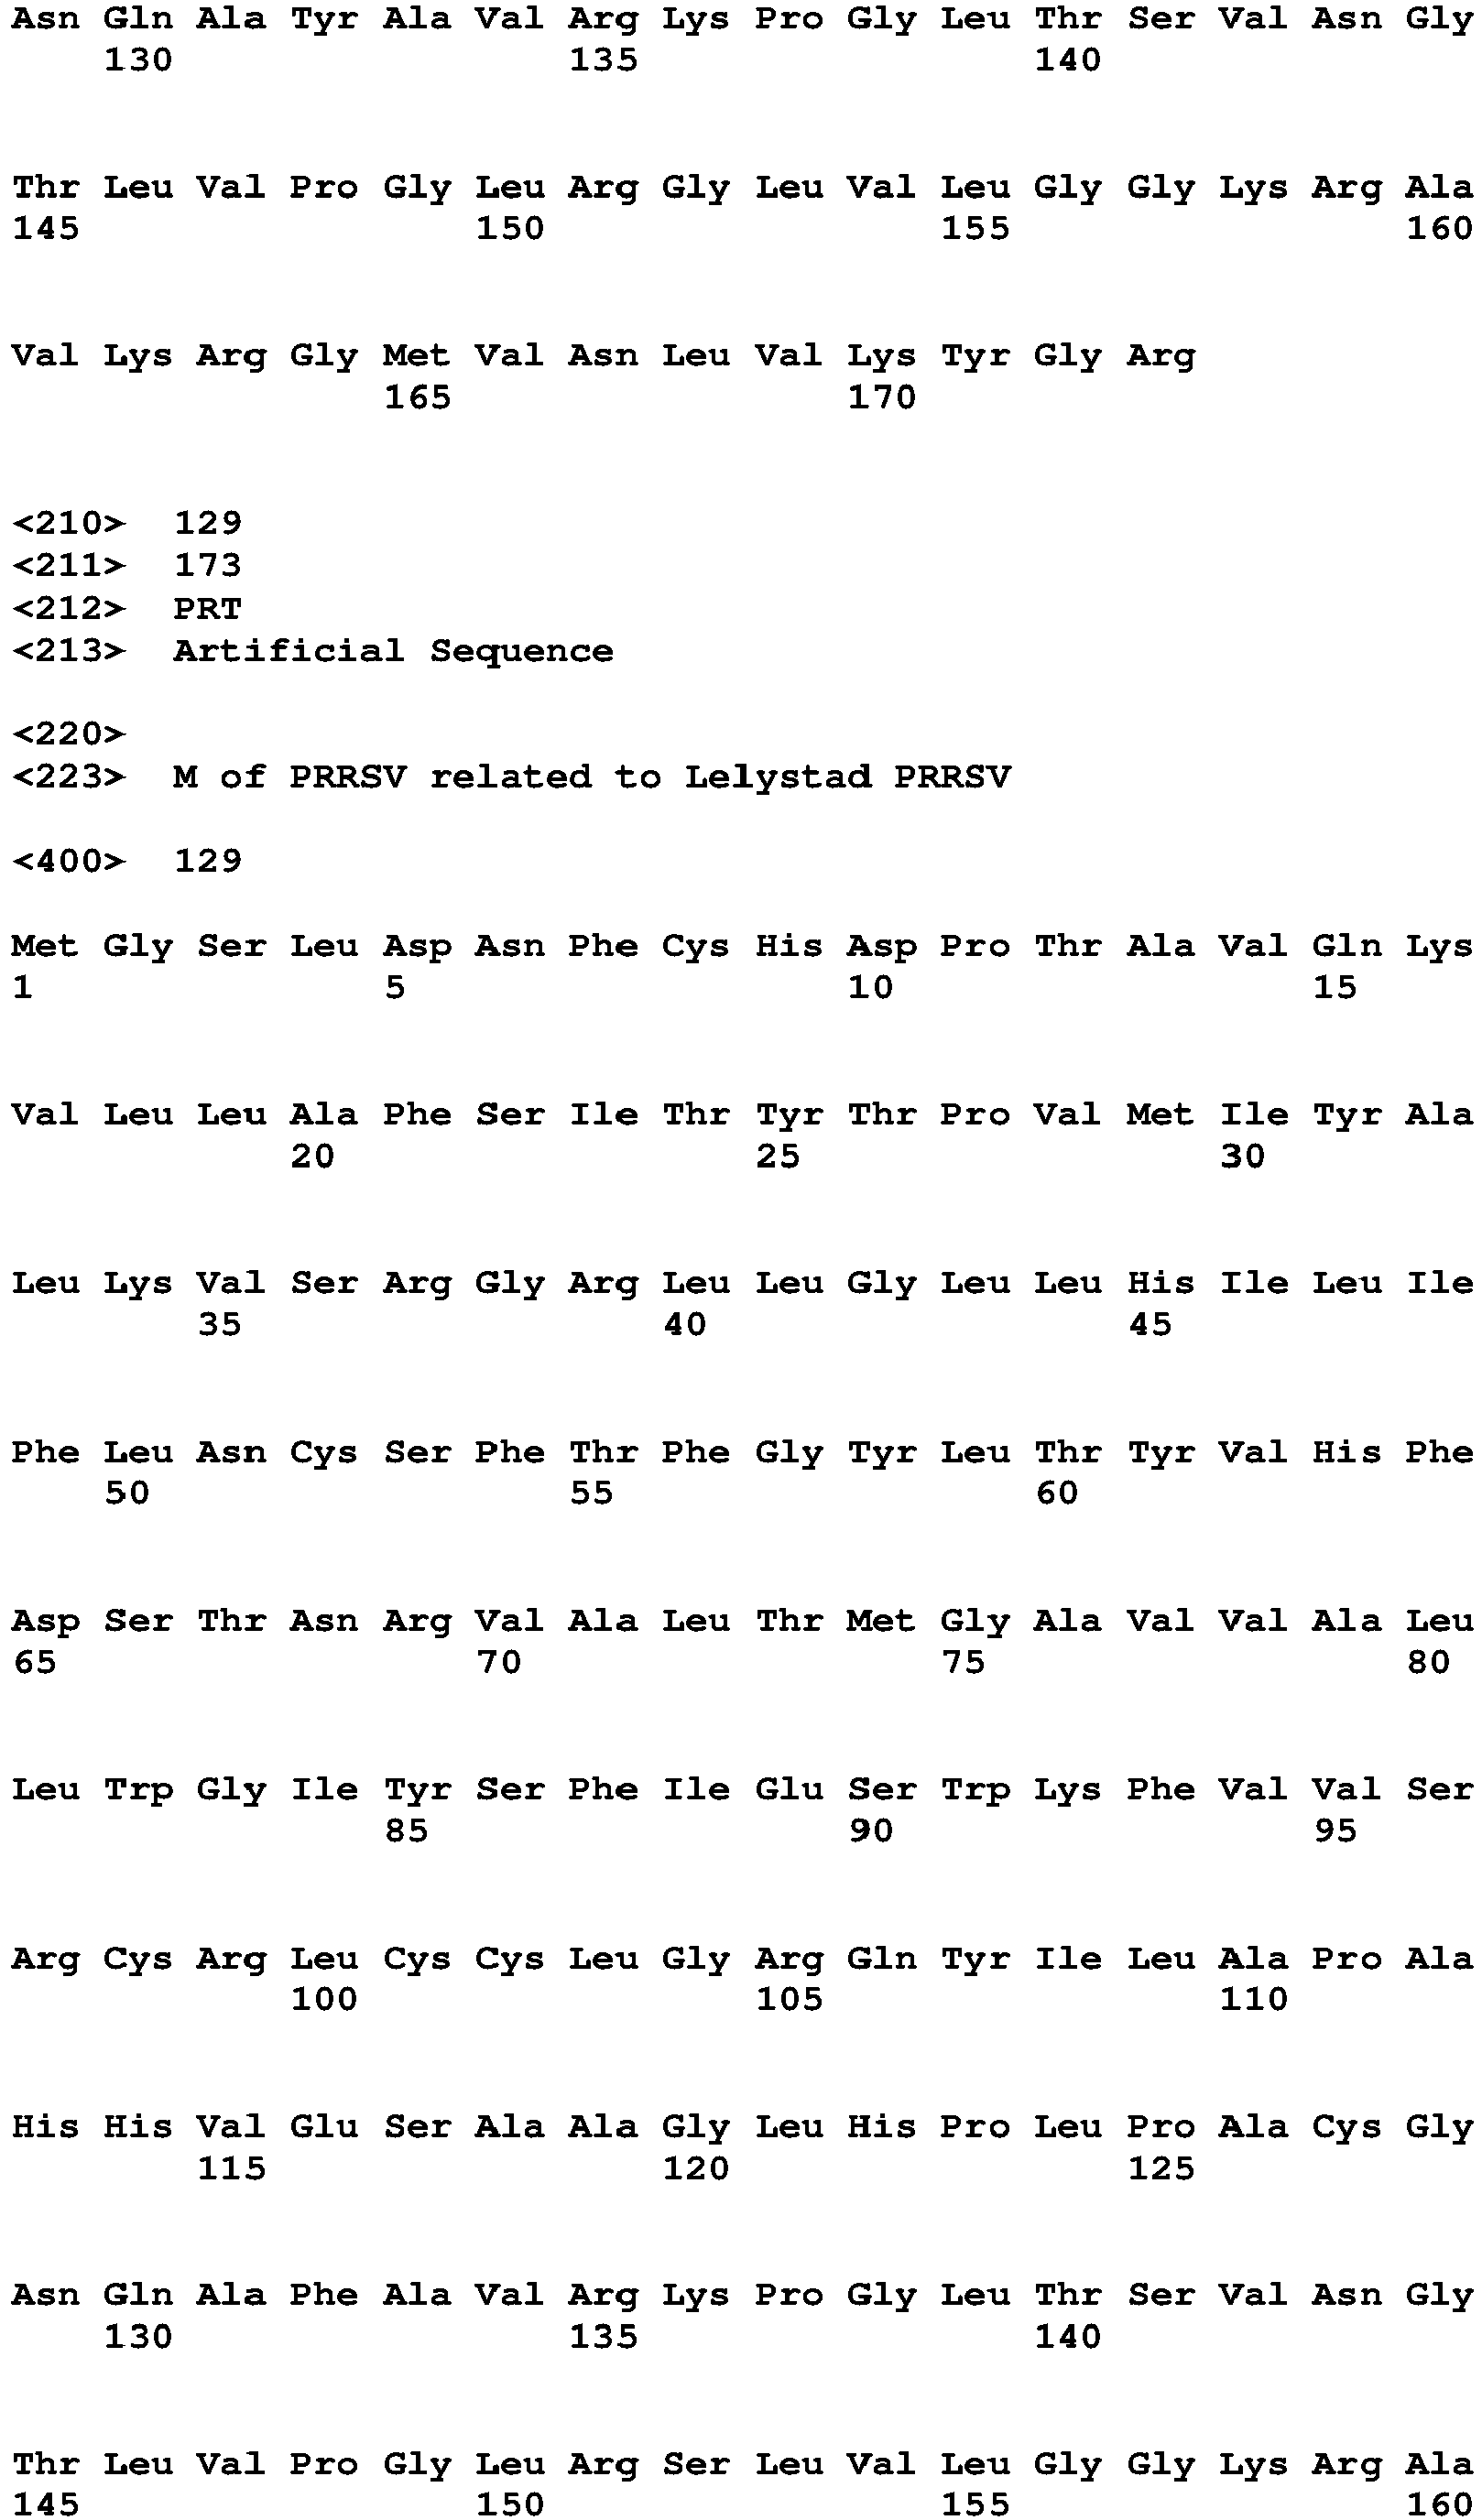 Asn Gln Ala Tyr Ala Val Arg Lys Pro Gly Leu Thr Ser Val Asn Gly
130 135 140
Thr Leu Val Pro Gly Leu Arg Gly Leu Val Leu Gly Gly Lys Arg Ala
145 150 155 160
Val Lys Arg Gly Met Val Asn Leu Val Lys Tyr Gly Arg
165 170
<210> 129
<211> 173
<212> PRT
<213> Artificial Sequence
<220>
<223> M of PRRSV related to Lelystad PRRSV
<400> 129
Met Gly Ser Leu Asp Asn Phe Cys His Asp Pro Thr Ala Val Gln Lys
1 5 10 15
Val Leu Leu Ala Phe Ser Ile Thr Tyr Thr Pro Val Met Ile Tyr Ala
20 25 30
Leu Lys Val Ser Arg Gly Arg Leu Leu Gly Leu Leu His Ile Leu Ile
35 40 45
Phe Leu Asn Cys Ser Phe Thr Phe Gly Tyr Leu Thr Tyr Val His Phe
50 55 60
Asp Ser Thr Asn Arg Val Ala Leu Thr Met Gly Ala Val Val Ala Leu
65 70 75 80
Leu Trp Gly Ile Tyr Ser Phe Ile Glu Ser Trp Lys Phe Val Val Ser
85 90 95
Arg Cys Arg Leu Cys Cys Leu Gly Arg Gln Tyr Ile Leu Ala Pro Ala
100 105 110
His His Val Glu Ser Ala Ala Gly Leu His Pro Leu Pro Ala Cys Gly
115 120 125
Asn Gln Ala Phe Ala Val Arg Lys Pro Gly Leu Thr Ser Val Asn Gly
130 135 140
Thr Leu Val Pro Gly Leu Arg Ser Leu Val Leu Gly Gly Lys Arg Ala
145 150 155 160